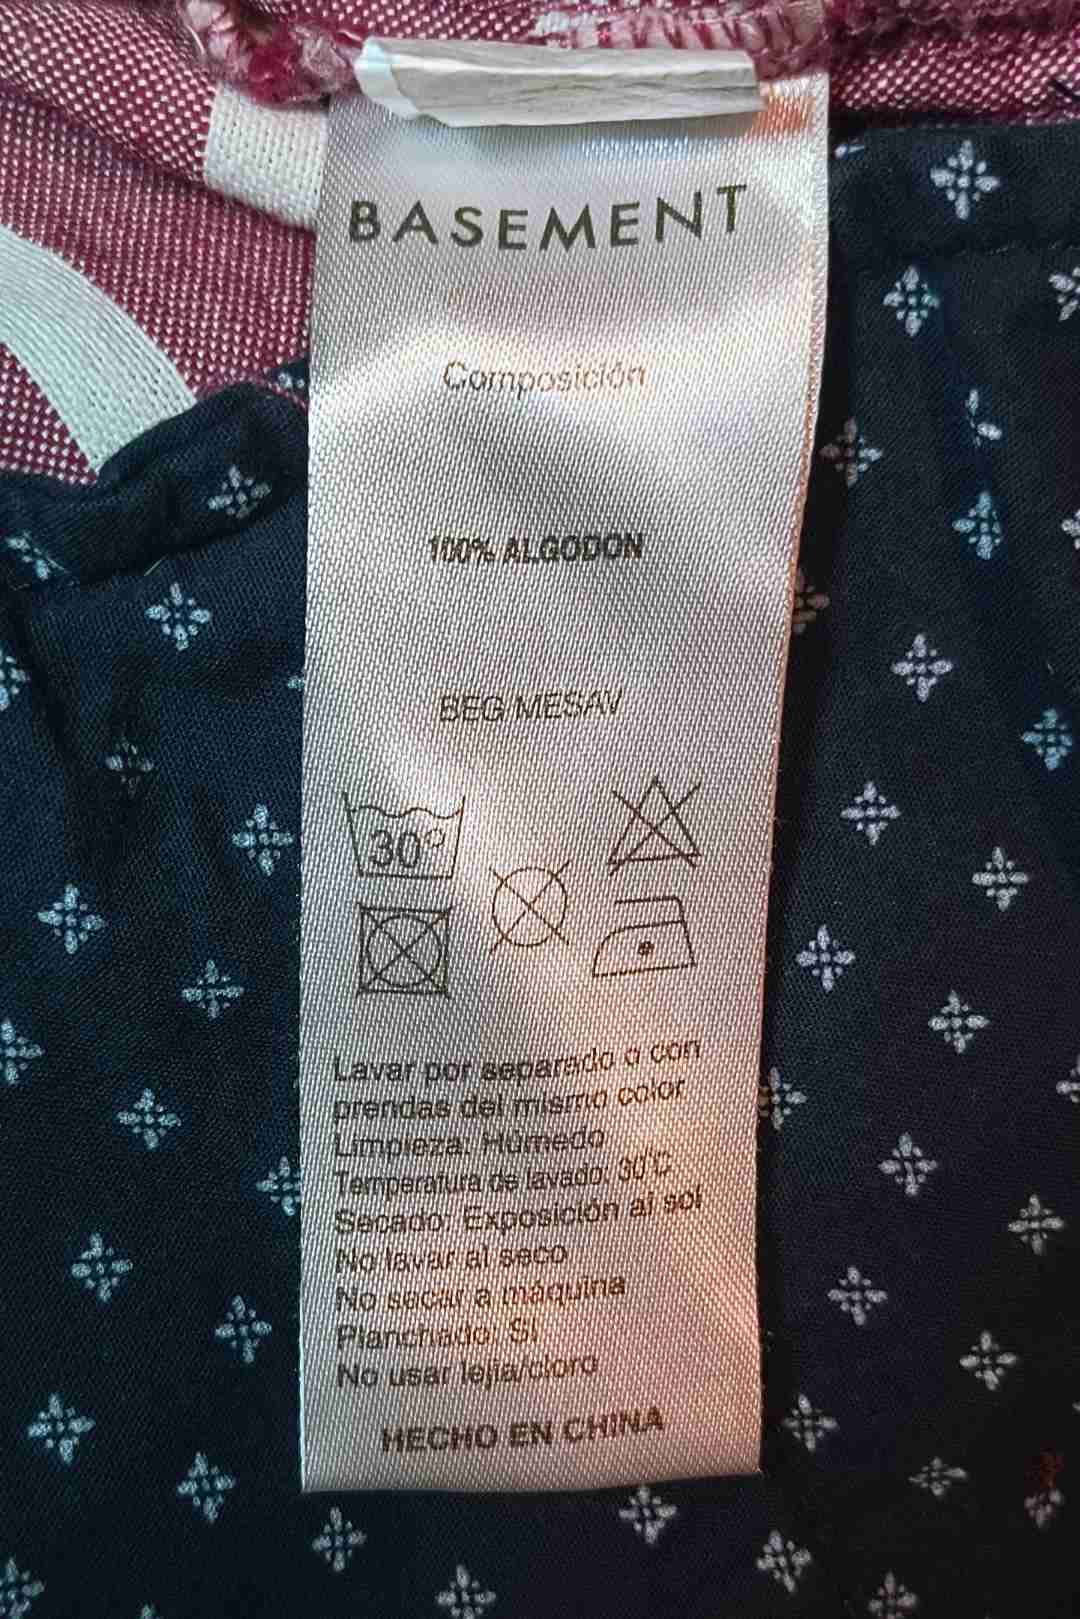 BASEMENT
Composición
100% ALGODON
BEG MESAV
30°
Lavar por separado o con
prendas del mismo color
Limpieza: Húmedo
Temperatura de lavado: 30°C
Secado: Exposición al sol
No lavar al seco
No secar a máquina
Planchado: SI
No usar lejia/cloro
HECHO EN CHINA